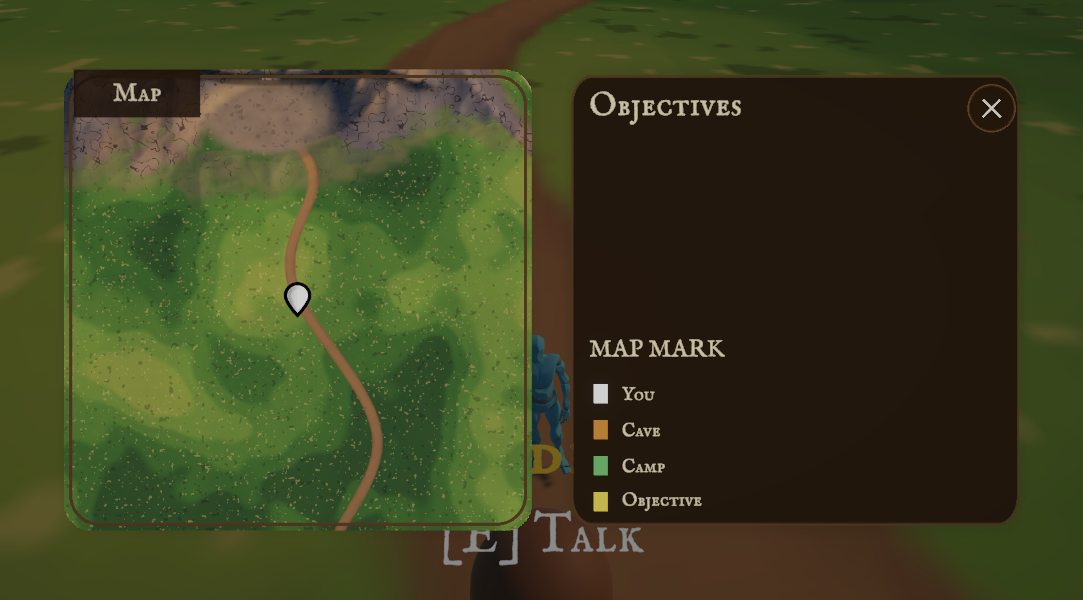 Map
Objectives
MAP MARK
You
Cave
Camp
Objective
D
[E] Talk